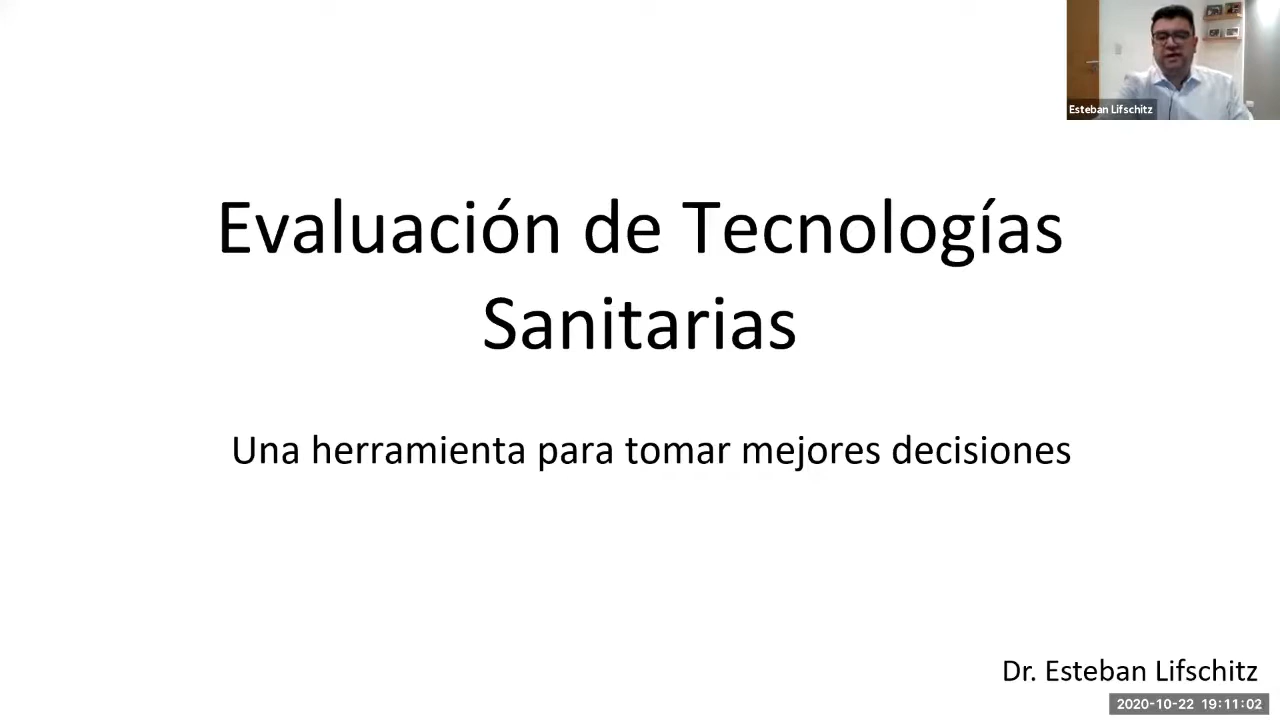 Esteban Lifschitz
Evaluación de Tecnologías
Sanitarias
Una herramienta para tomar mejores decisiones
Dr. Esteban Lifschitz
2020-10-22 19:11:02